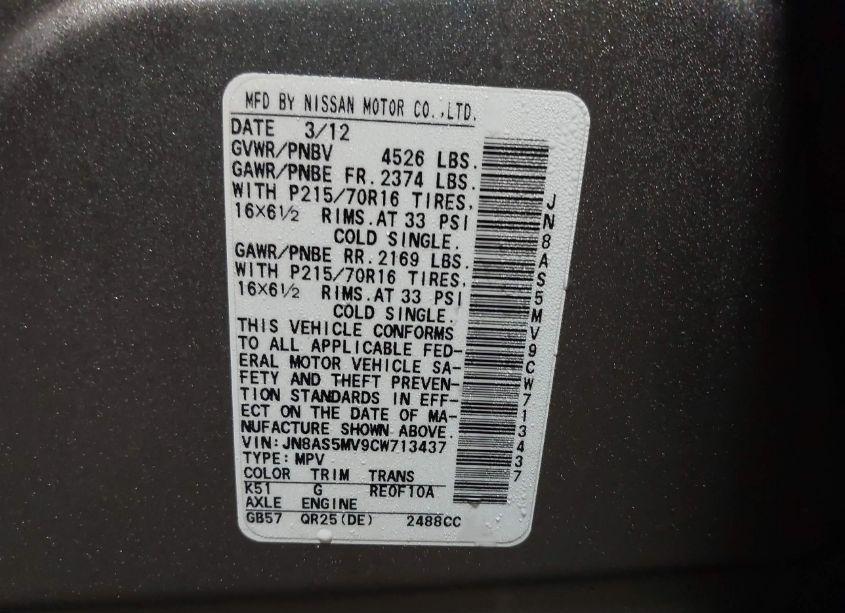 MFD BY NISSAN MOTOR CO.,LTD.
DATE 3/12
GVWR/PNBV 4526 LBS.
GAWR/PNBE FR.2374 LBS.
WITH P215/70R16 TIRES,
16×6½ RIMS.AT 33 PSI
COLD SINGLE.
GAWR/PNBE RR.2169 LBS.
WITH P215/70R16 TIRES,
16×6½ RIMS.AT 33 PSI
COLD SINGLE.
THIS VEHICLE CONFORMS
TO ALL APPLICABLE FED-
ERAL MOTOR VEHICLE SA-
FETY AND THEFT PREVEN-
TION STANDARDS IN EFF-
ECT ON THE DATE OF MA-
NUFACTURE SHOWN ABOVE.
VIN:JN8AS5MV9CW713437
TYPE:MPV
COLOR TRIM TRANS
K51 G RE0F10A
AXLE ENGINE
GB57 QR25(DE) 2488CC
JN8AS5MV9CW713437